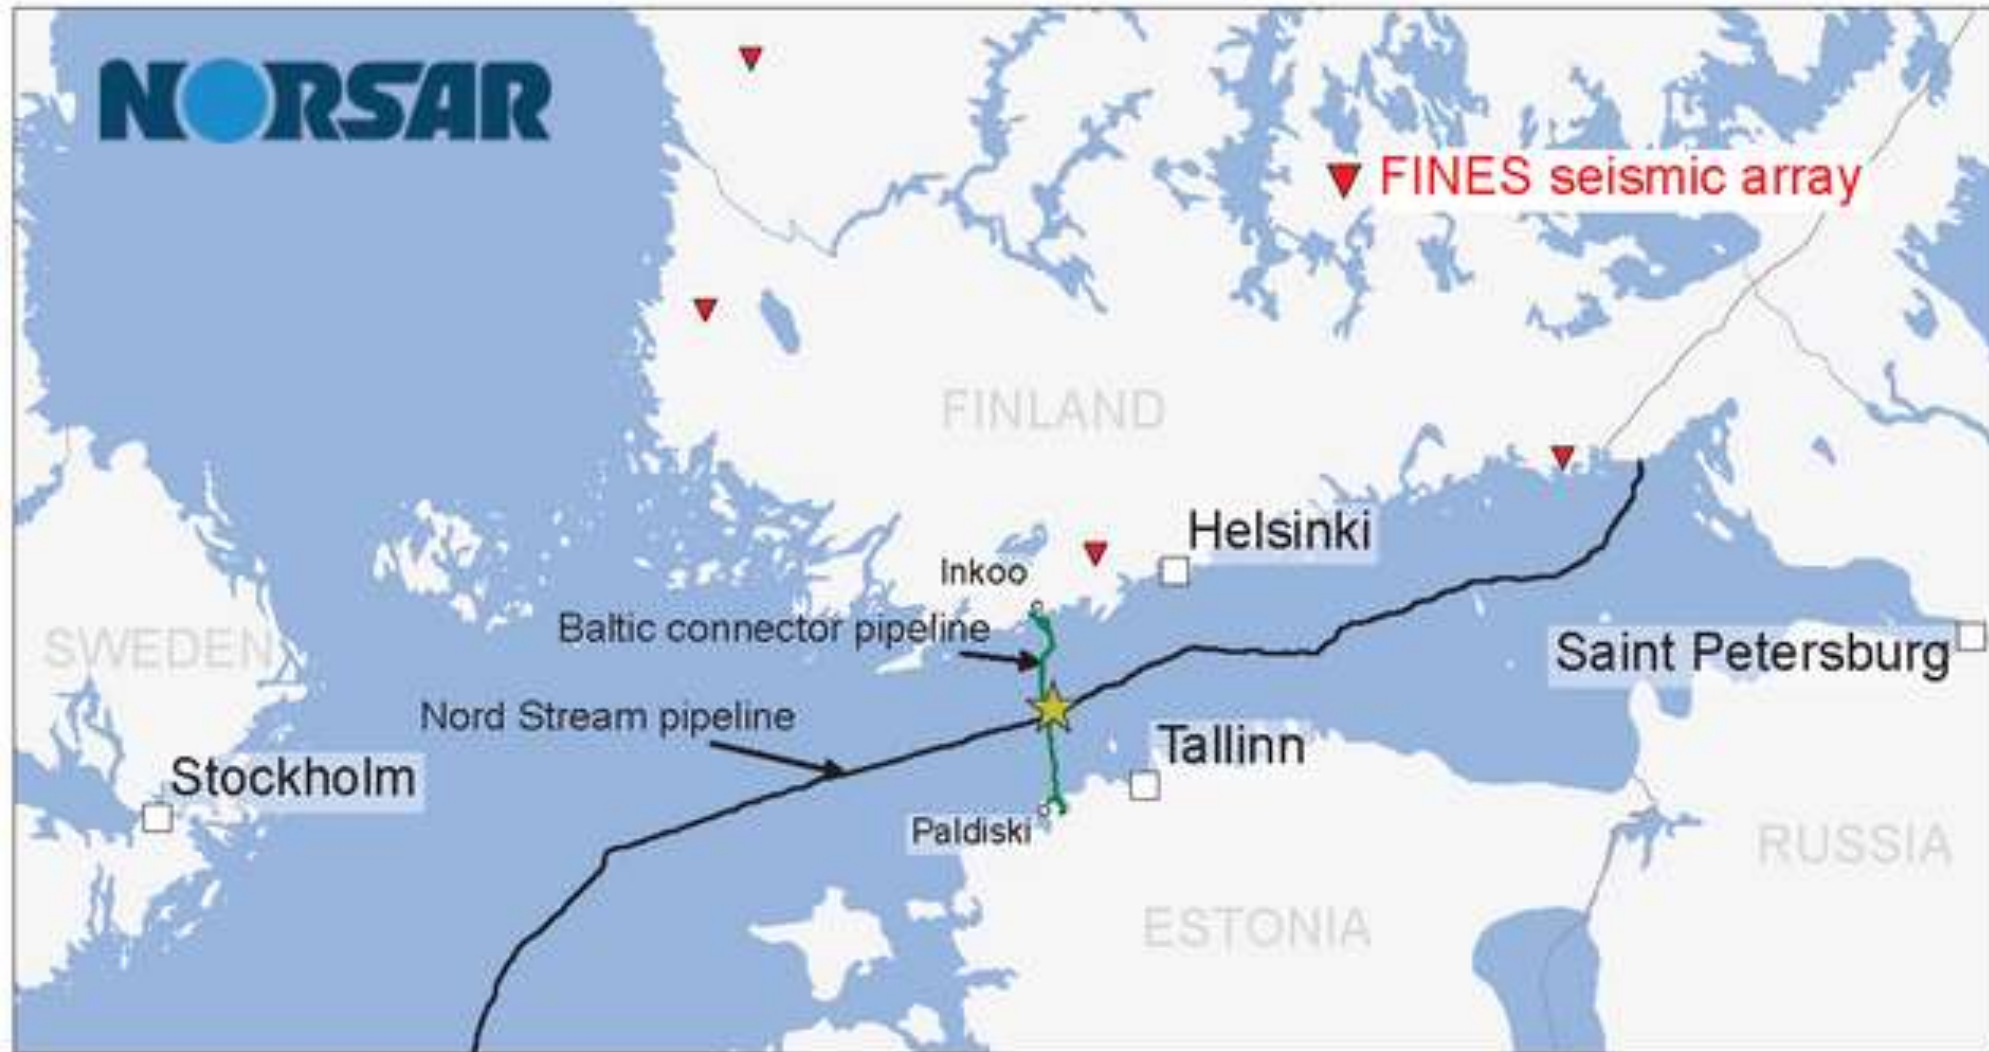 NORSAR
FINES seismic array
FINLAND
Helsinki
Inkoo
Baltic connector pipeline
SWEDEN
Saint Petersburg
Nord Stream pipeline
Tallinn
Stockholm
Paldiski
RUSSIA
ESTONIA